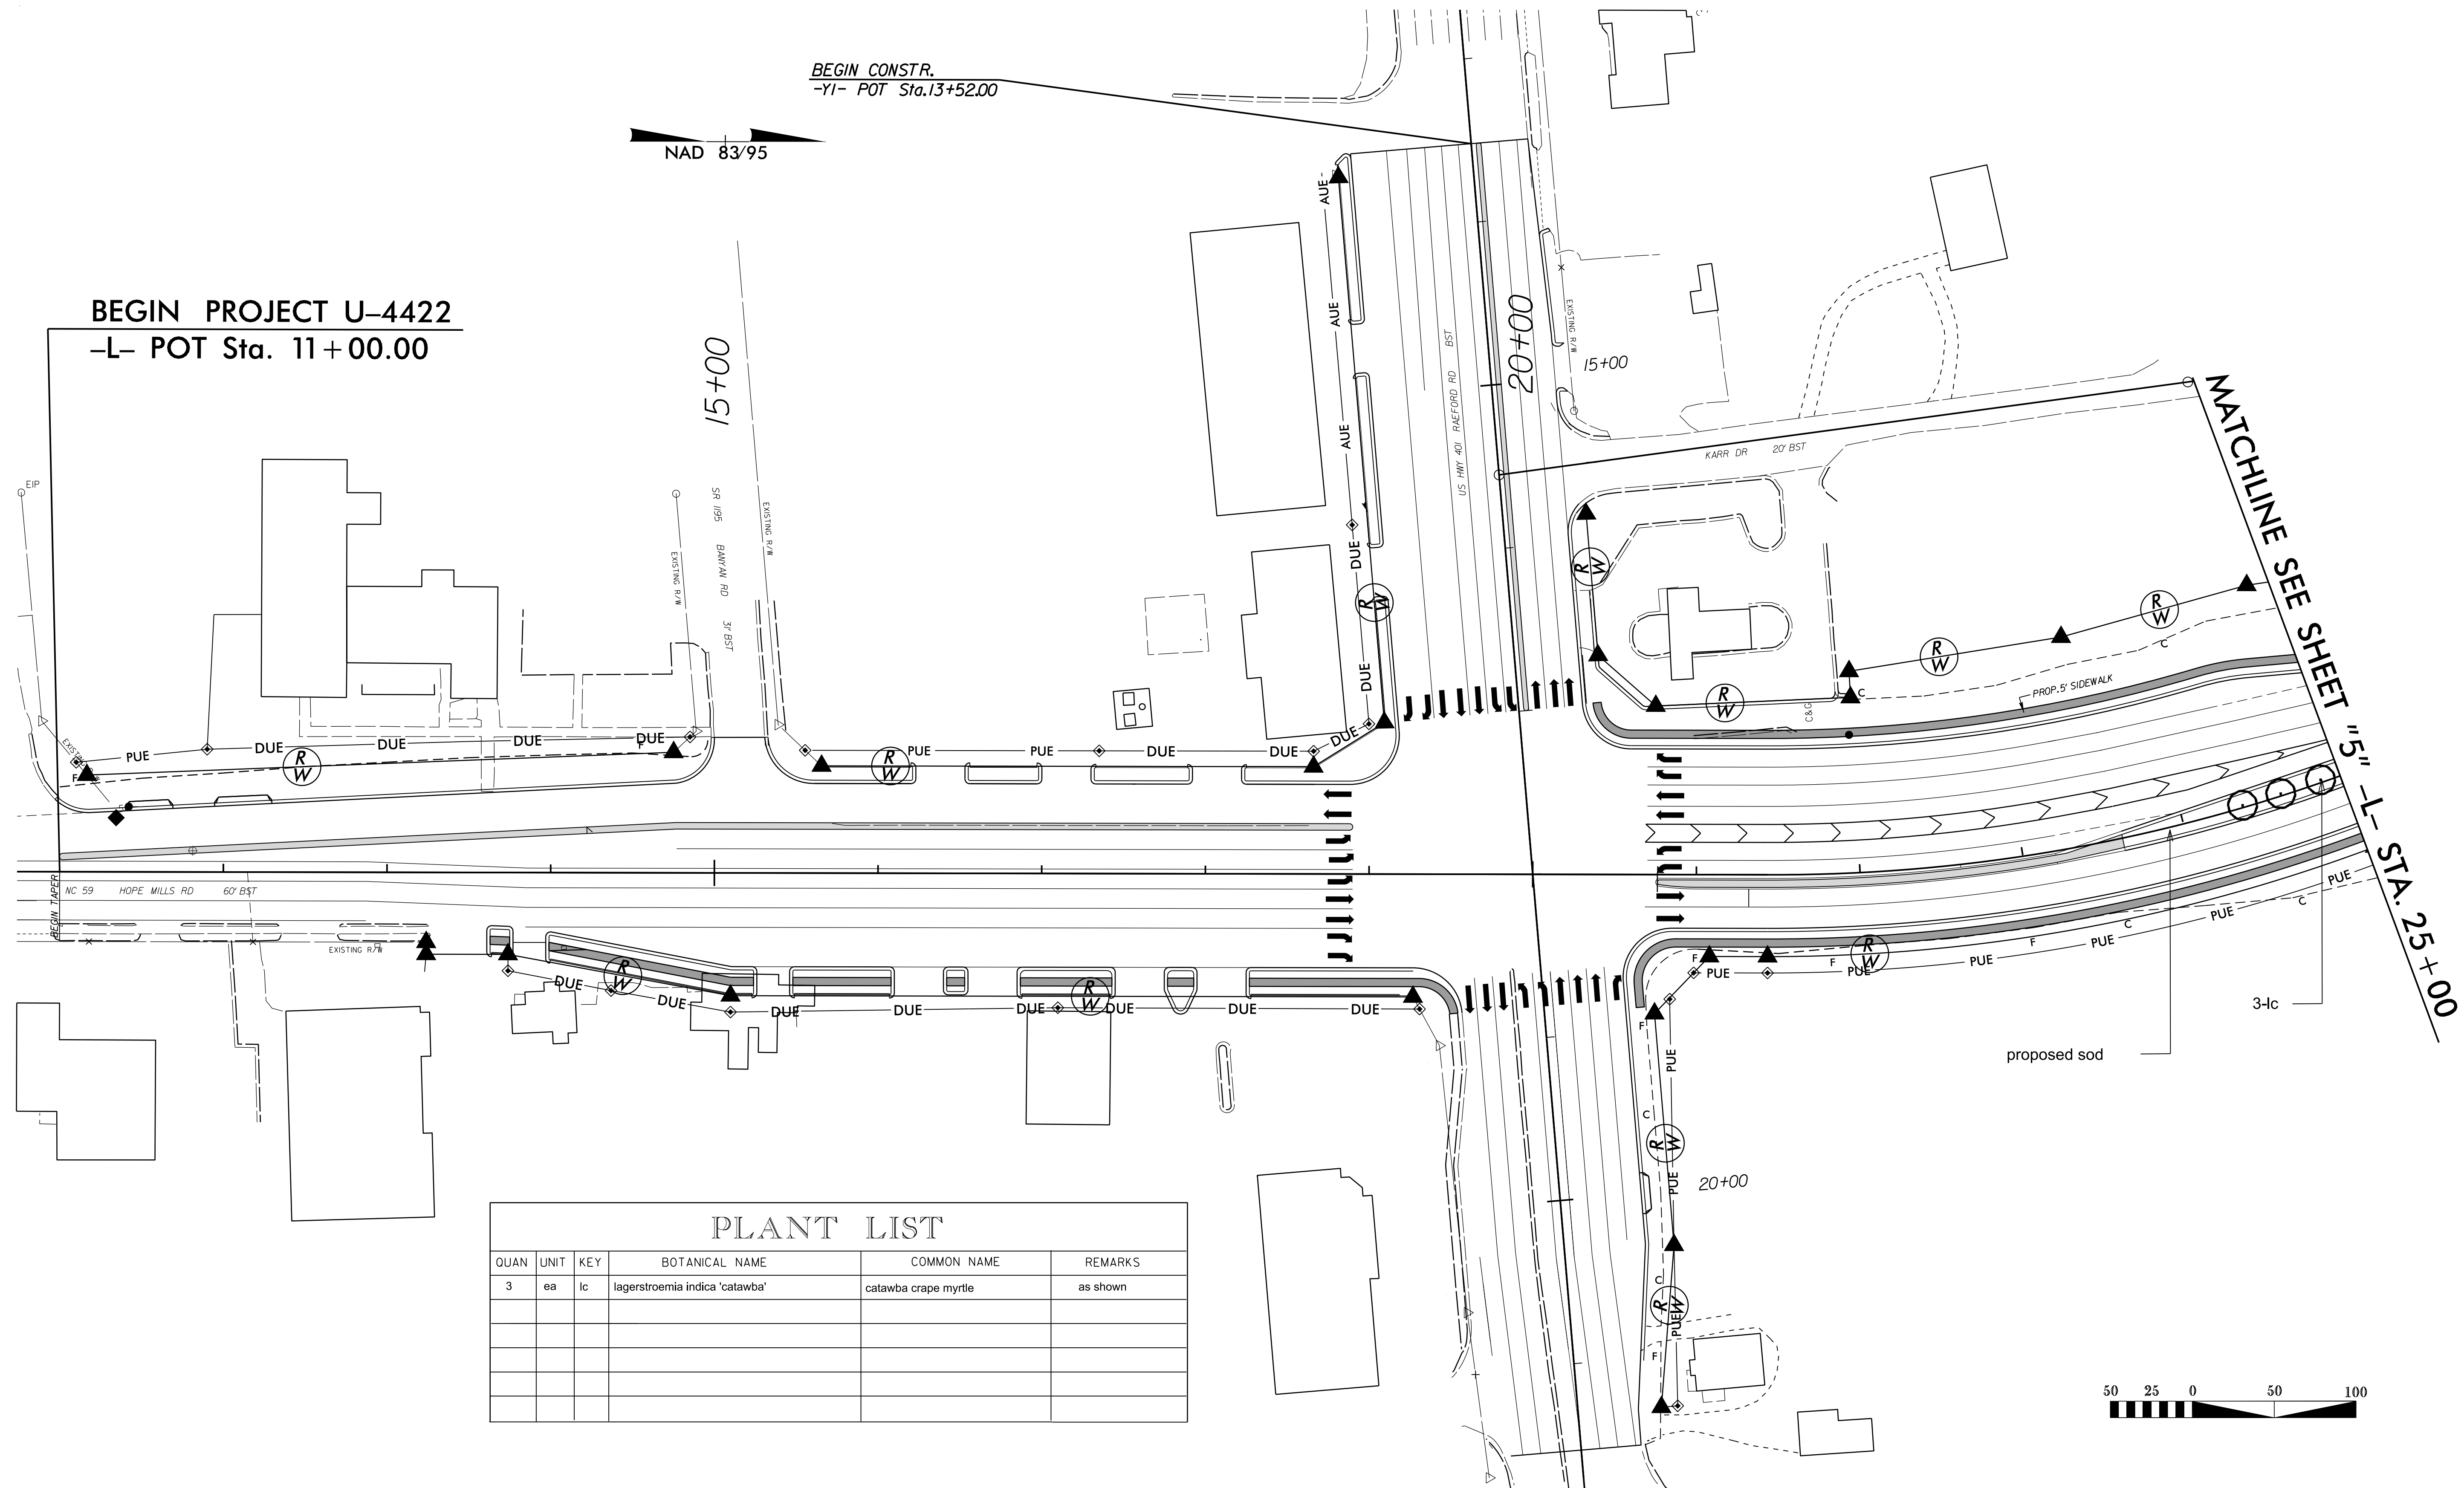 BEGIN CONSTR.
-Y1- POT Sta.13+52.00
NAD 83/95
BEGIN PROJECT U-4422
-L- POT Sta. 11+00.00
15+00
20+00
15+00
AUE
AUE
AUE
EXISTING R/W
US HWY 401 RAEFORD RD BST
KARR DR 20' BST
MATCHLINE SEE SHEET "5" -L- STA. 25+00
EIP
SR 1195 BANYAN RD 31' BST
EXISTING R/W
EXISTING R/W
DUE
DUE
DUE
R/W
R/W
R/W
R/W
R/W
C
C
C&G
PROP.5' SIDEWALK
F
PUE
DUE
DUE
DUE
DUE
F
R/W
PUE
PUE
DUE
DUE
R/W
BEGIN TAPER
NC 59 HOPE MILLS RD 60' BST
EXISTING R/W
DUE
DUE
DUE
DUE
DUE
DUE
DUE
DUE
R/W
R/W
F
PUE
PUE
PUE
PUE
PUE
PUE
R/W
F
F
C
C
3-lc
proposed sod
F
PUE
C
R/W
PUE
20+00
C
R/W
PUE
F
PLANT LIST
QUAN UNIT KEY BOTANICAL NAME COMMON NAME REMARKS
3 ea lc lagerstroemia indica 'catawba' catawba crape myrtle as shown
50 25 0 50 100